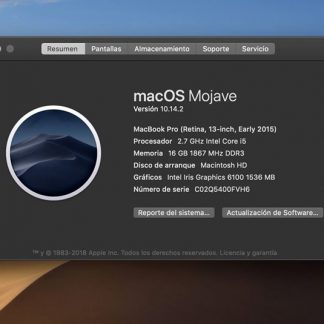 Resumen Pantallas Almacenamiento Soporte Servicio
macOS Mojave
Versión 10.14.2
MacBook Pro (Retina, 13-inch, Early 2015)
Procesador 2.7 GHz Intel Core i5
Memoria 16 GB 1867 MHz DDR3
Disco de arranque Macintosh HD
Gráficos Intel Iris Graphics 6100 1536 MB
Número de serie C02Q5400FVH6
Reporte del sistema... Actualización de Software...
™ y © 1983-2018 Apple Inc. Todos los derechos reservados. Licencia y garantía